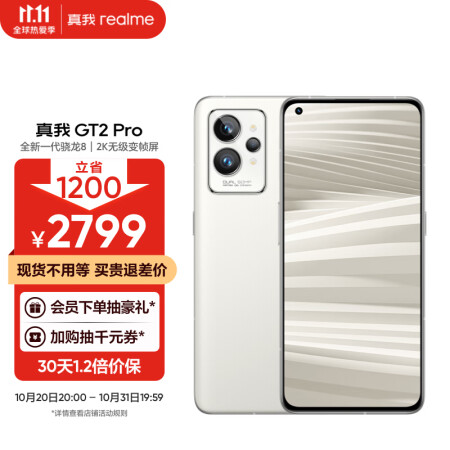 11.11
全球热爱季
真我 realme
真我 GT2 Pro
全新一代骁龙8 | 2K无级变帧屏
立省
1200
¥2799
现货不用等 买贵退差价
会员下单抽豪礼*
加购抽千元券*
30天1.2倍价保
10月20日20:00 – 10月31日19:59
*详情查看店铺活动规则